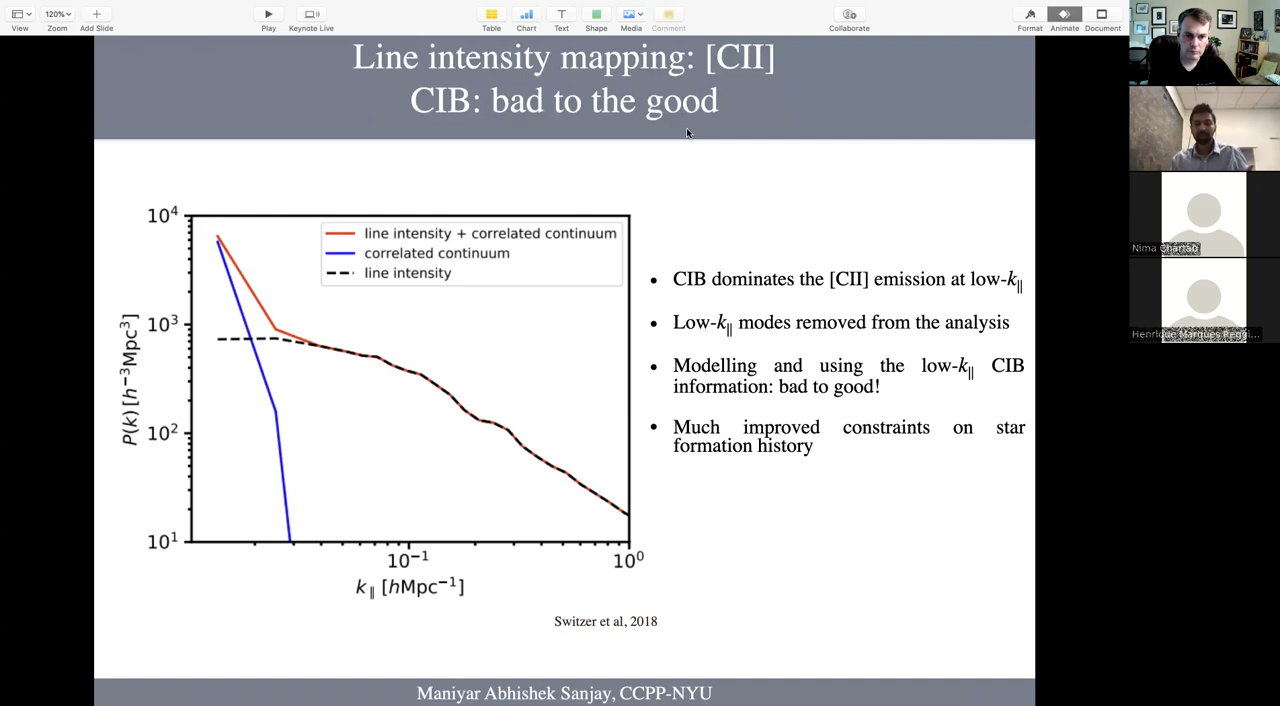 View
120%
Zoom
Add Slide
Play
Keynote Live
Table
Chart
Text
Shape
Media
Comment
Collaborate
Format
Animate
Document
Line intensity mapping: [CII]
CIB: bad to the good
10⁴
10³
10²
10¹
P(k) [h⁻³Mpc³]
line intensity + correlated continuum
correlated continuum
line intensity
10⁻¹
10⁰
k∥ [hMpc⁻¹]
Switzer et al, 2018
• CIB dominates the [CII] emission at low-k∥
• Low-k∥ modes removed from the analysis
• Modelling and using the low-k∥ CIB
information: bad to good!
• Much improved constraints on star
formation history
Maniyar Abhishek Sanjay, CCPP-NYU
Nima Chartab
Henrique Marques Reggi...